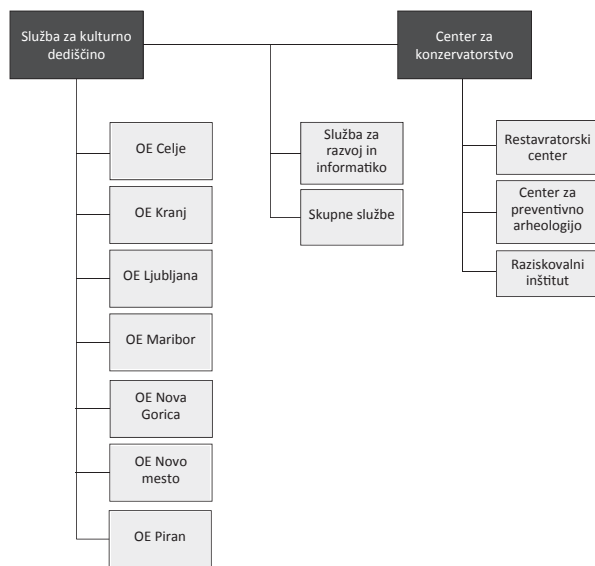 Služba za kulturno
dediščino
Center za
konzervatorstvo
OE Celje
OE Kranj
OE Ljubljana
OE Maribor
OE Nova
Gorica
OE Novo
mesto
OE Piran
Služba za
razvoj in
informatiko
Skupne službe
Restavratorski
center
Center za
preventivno
arheologijo
Raziskovalni
inštitut